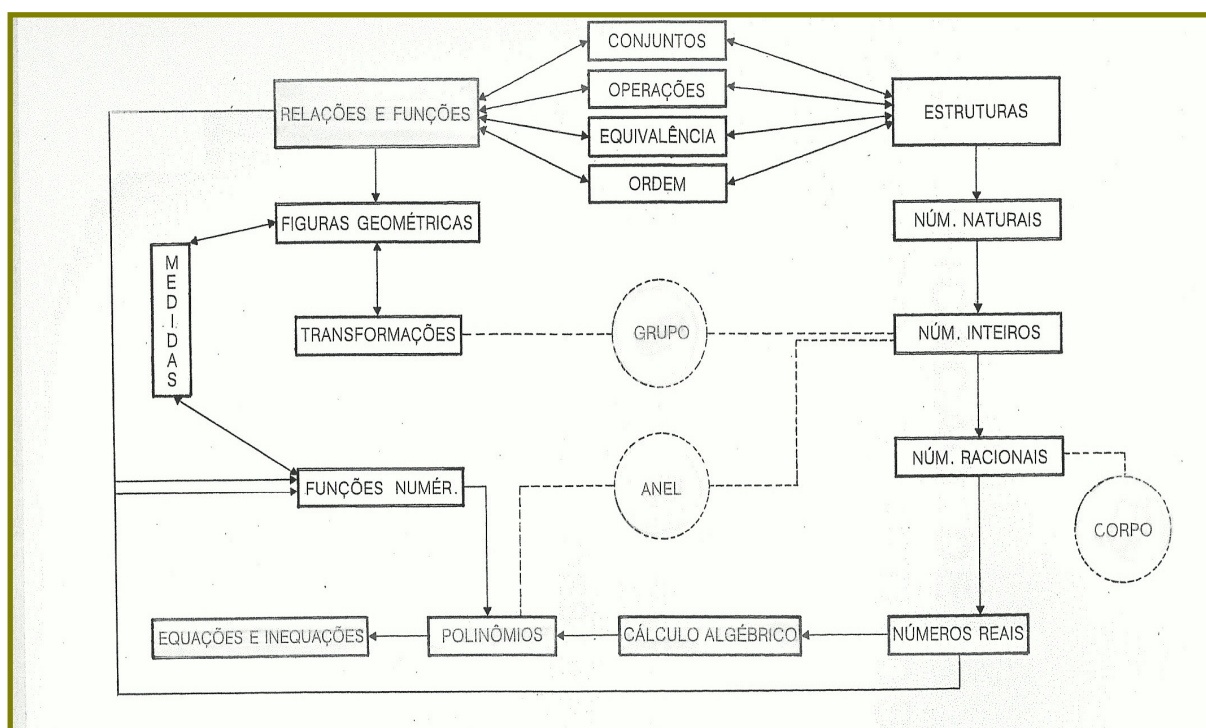 CONJUNTOS
RELAÇÕES E FUNÇÕES
OPERAÇÕES
ESTRUTURAS
EQUIVALÊNCIA
ORDEM
FIGURAS GEOMÉTRICAS
NÚM. NATURAIS
MEDIDAS
TRANSFORMAÇÕES
GRUPO
NÚM. INTEIROS
NÚM. RACIONAIS
FUNÇÕES NUMÉR.
ANEL
CORPO
EQUAÇÕES E INEQUAÇÕES
POLINÔMIOS
CÁLCULO ALGÉBRICO
NÚMEROS REAIS